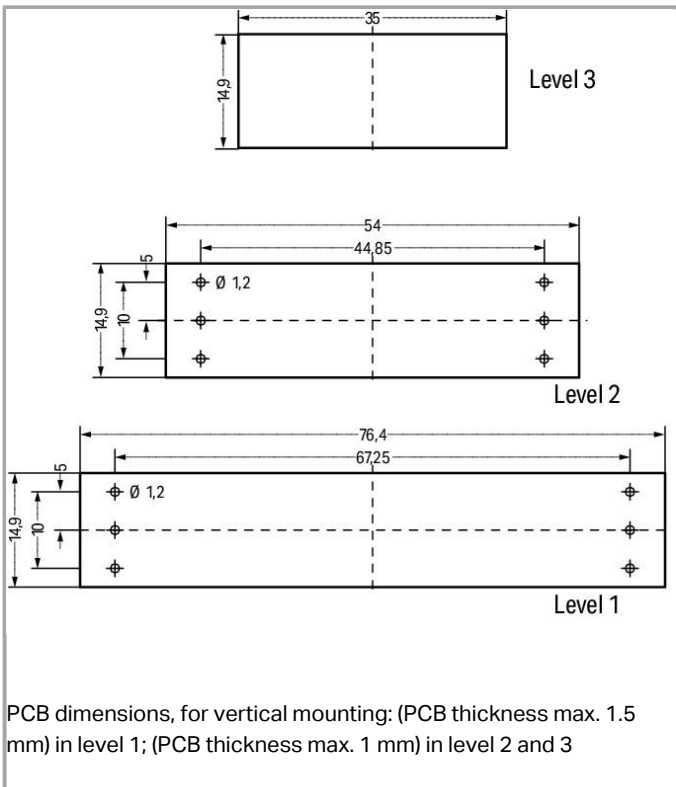 35
14,9
Level 3
54
44,85
5
Ø 1,2
14,9
10
Level 2
76,4
67,25
5
Ø 1,2
14,9
10
Level 1
PCB dimensions, for vertical mounting: (PCB thickness max. 1.5
mm) in level 1; (PCB thickness max. 1 mm) in level 2 and 3